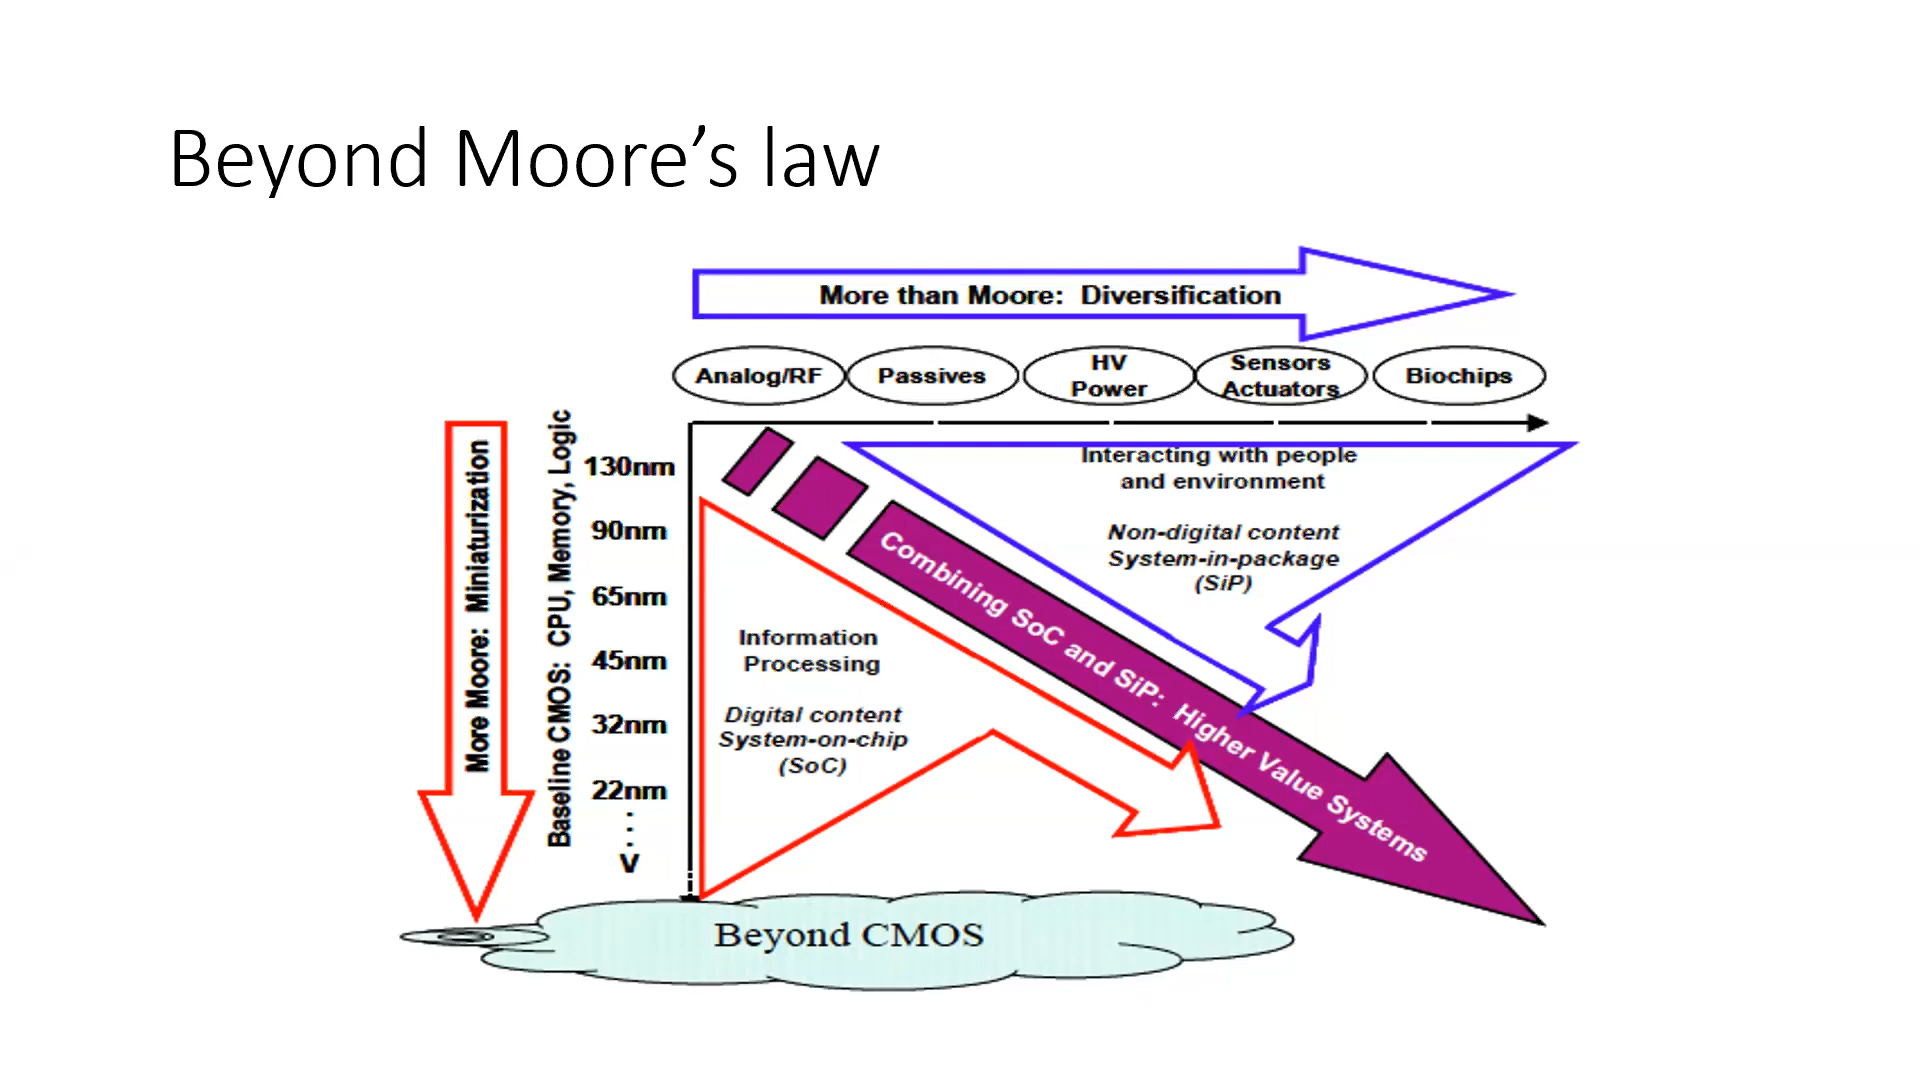 Beyond Moore’s law
More than Moore: Diversification
Analog/RF
Passives
HV
Power
Sensors
Actuators
Biochips
More Moore: Miniaturization
Baseline CMOS: CPU, Memory, Logic
130nm
90nm
65nm
45nm
32nm
22nm
V
Interacting with people
and environment
Non-digital content
System-in-package
(SiP)
Combining SoC and SiP: Higher Value Systems
Information
Processing
Digital content
System-on-chip
(SoC)
Beyond CMOS